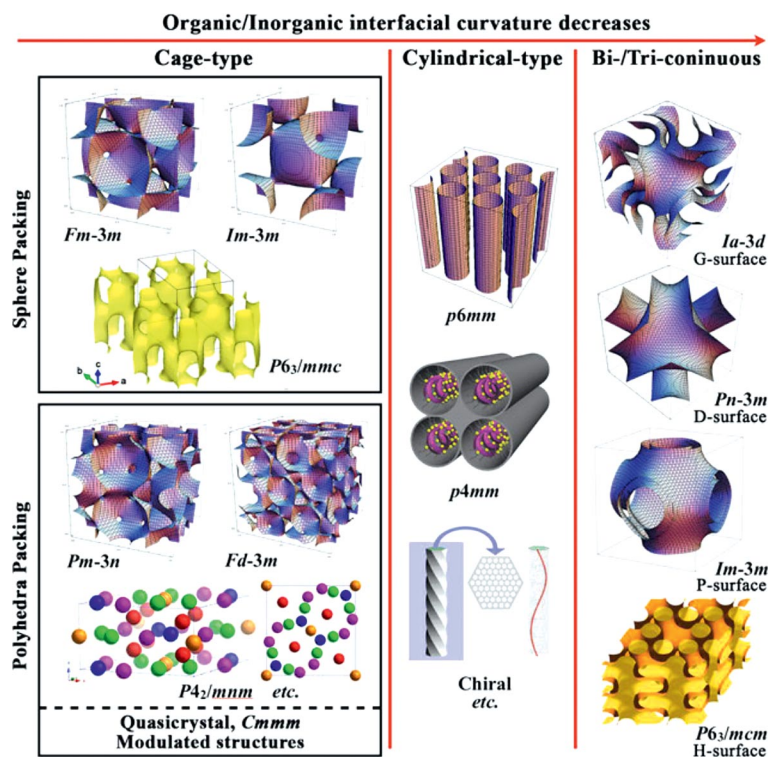 Organic/Inorganic interfacial curvature decreases
Cage-type
Cylindrical-type
Bi-/Tri-coninuous
Sphere Packing
Fm-3m
Im-3m
P6₃/mmc
b
c
a
Polyhedra Packing
Pm-3n
Fd-3m
P4₂/mnm etc.
Quasicrystal, Cmmm
Modulated structures
p6mm
p4mm
Chiral
etc.
Ia-3d
G-surface
Pn-3m
D-surface
Im-3m
P-surface
P6₃/mcm
H-surface